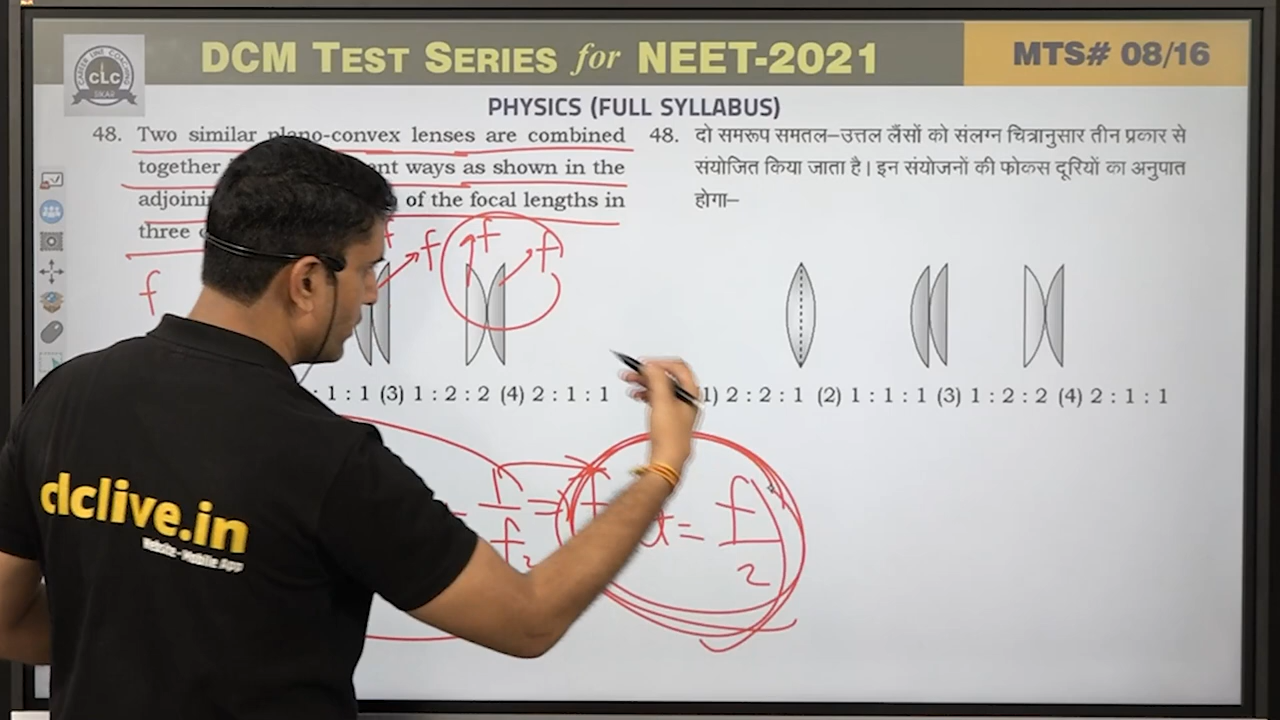 DCM TEST SERIES for NEET-2021
MTS# 08/16
CLC
SIKAR
PHYSICS (FULL SYLLABUS)
48. Two similar plano-convex lenses are combined
together ways as shown in the
of the focal lengths in
three
f f f f
f
1 : 1 (3) 1 : 2 : 2 (4) 2 : 1 : 1
48. दो समरूप समतल–उत्तल लैंसों को संलग्न चित्रानुसार तीन प्रकार से
संयोजित किया जाता है। इन संयोजनों की फोकस दूरियों का अनुपात
होगा–
1) 2 : 2 : 1 (2) 1 : 1 : 1 (3) 1 : 2 : 2 (4) 2 : 1 : 1
= f/2
clclive.in
Website - Mobile App